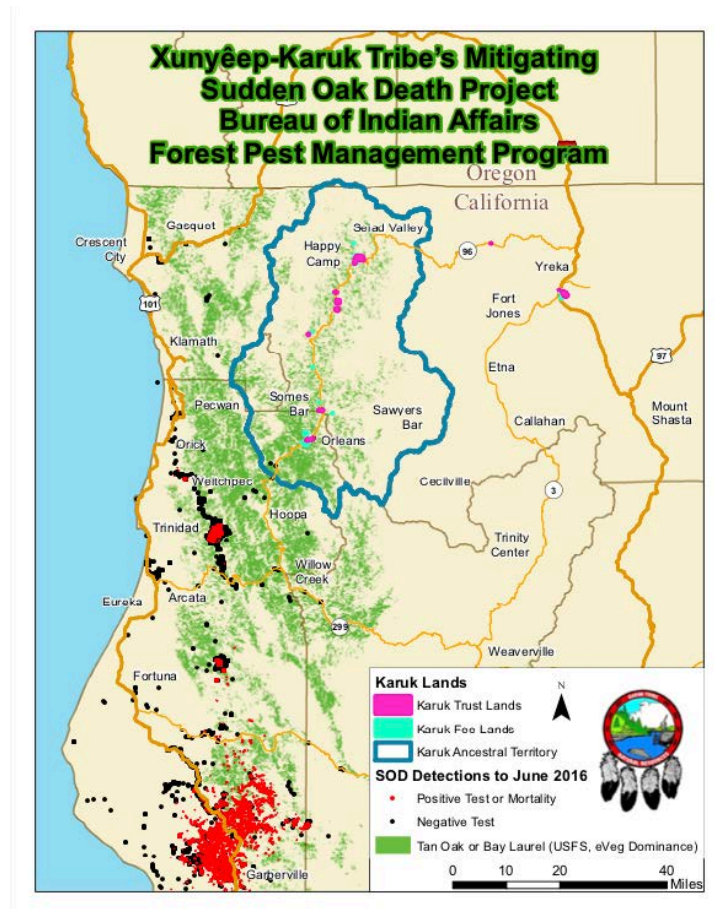 Xunyêep-Karuk Tribe's Mitigating
Sudden Oak Death Project
Bureau of Indian Affairs
Forest Pest Management Program
Oregon
California
Gasquet
Crescent
City
Seiad Valley
Happy
Camp
96
Yreka
Fort
Jones
101
Klamath
97
Etna
Pecwan
Somes
Bar
Sawyers
Bar
Mount
Shasta
Callahan
Orick
Orleans
Weitchpec
Cecilville
3
Hoopa
Trinidad
Trinity
Center
Willow
Creek
Eureka
Arcata
299
Weaverville
Fortuna
Garberville
Karuk Lands
Karuk Trust Lands
Karuk Fee Lands
Karuk Ancestral Territory
N
KARUK TRIBE
SOD Detections to June 2016
Positive Test or Mortality
Negative Test
Tan Oak or Bay Laurel (USFS, eVeg Dominance)
0 10 20 40
Miles